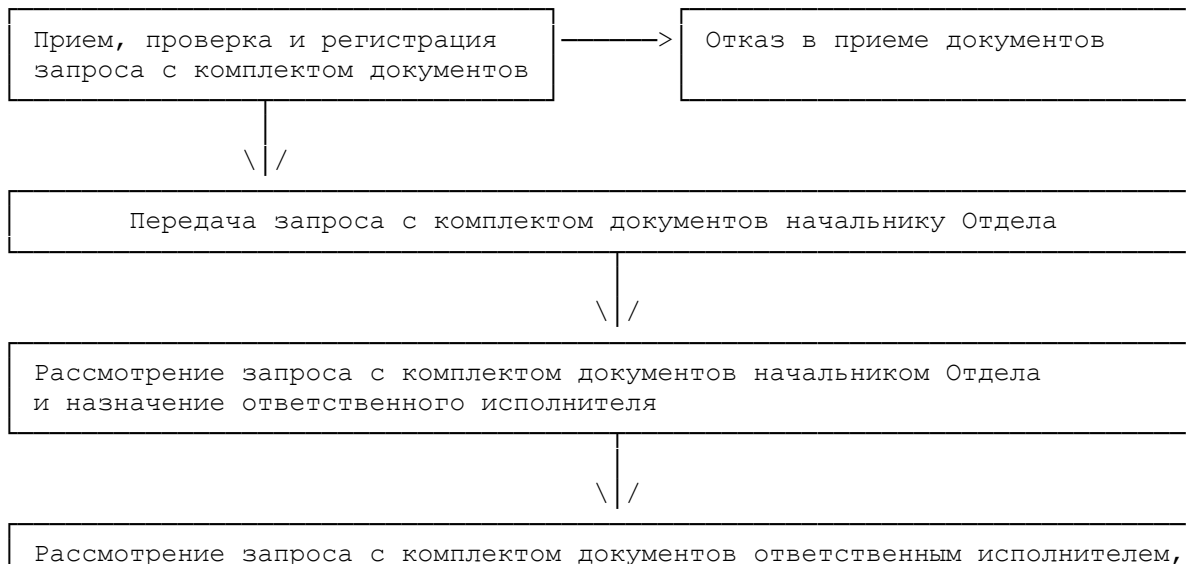 Прием, проверка и регистрация
запроса с комплектом документов
Отказ в приеме документов
Передача запроса с комплектом документов начальнику Отдела
Рассмотрение запроса с комплектом документов начальником Отдела
и назначение ответственного исполнителя
Рассмотрение запроса с комплектом документов ответственным исполнителем,